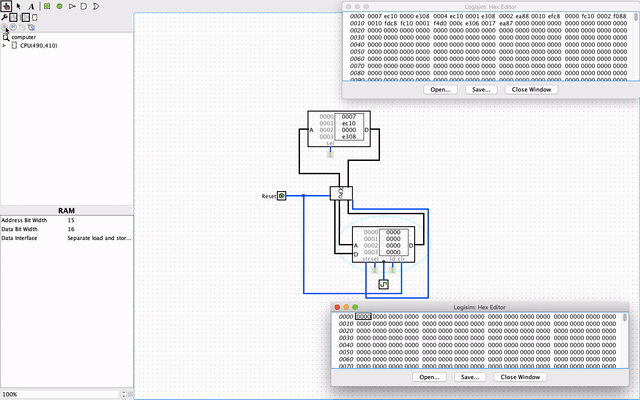 A
computer
CPU(490,410)
RAM
Address Bit Width 15
Data Bit Width 16
Data Interface Separate load and stor...
100%
Logisim: Hex Editor
0000 0007 ec10 0000 e308 0004 ec10 0001 e308 0002 ea88 0010 efc8 0000 fc10 0002 f088
0010 0010 fdc8 fc10 0001 f4d0 000c e306 0017 ea87 0000 0000 0000 0000 0000 0000 0000
0020 0000 0000 0000 0000 0000 0000 0000 0000 0000 0000 0000 0000 0000 0000 0000 0000
0030 0000 0000 0000 0000 0000 0000 0000 0000 0000 0000 0000 0000 0000 0000 0000 0000
0040 0000 0000 0000 0000 0000 0000 0000 0000 0000 0000 0000 0000 0000 0000 0000 0000
0050 0000 0000 0000 0000 0000 0000 0000 0000 0000 0000 0000 0000 0000 0000 0000 0000
0060 0000 0000 0000 0000 0000 0000 0000 0000 0000 0000 0000 0000 0000 0000 0000 0000
0070 0000 0000 0000 0000 0000 0000 0000 0000 0000 0000 0000 0000 0000 0000 0000 0000
0080 0000 0000 0000 0000 0000 0000 0000 0000 0000 0000 0000 0000 0000 0000 0000 0000
Open... Save... Close Window
0000 0007
0001 ec10
A 0002 0000 D
0003 e308
sel
Reset
CPU
0000 0000
0001 0000
A 0002 0000 D
D 0003 0000
str sel ld clr
Logisim: Hex Editor
0000 0000 0000 0000 0000 0000 0000 0000 0000 0000 0000 0000 0000 0000 0000 0000 0000
0010 0000 0000 0000 0000 0000 0000 0000 0000 0000 0000 0000 0000 0000 0000 0000 0000
0020 0000 0000 0000 0000 0000 0000 0000 0000 0000 0000 0000 0000 0000 0000 0000 0000
0030 0000 0000 0000 0000 0000 0000 0000 0000 0000 0000 0000 0000 0000 0000 0000 0000
0040 0000 0000 0000 0000 0000 0000 0000 0000 0000 0000 0000 0000 0000 0000 0000 0000
0050 0000 0000 0000 0000 0000 0000 0000 0000 0000 0000 0000 0000 0000 0000 0000 0000
0060 0000 0000 0000 0000 0000 0000 0000 0000 0000 0000 0000 0000 0000 0000 0000 0000
Open... Save... Close Window